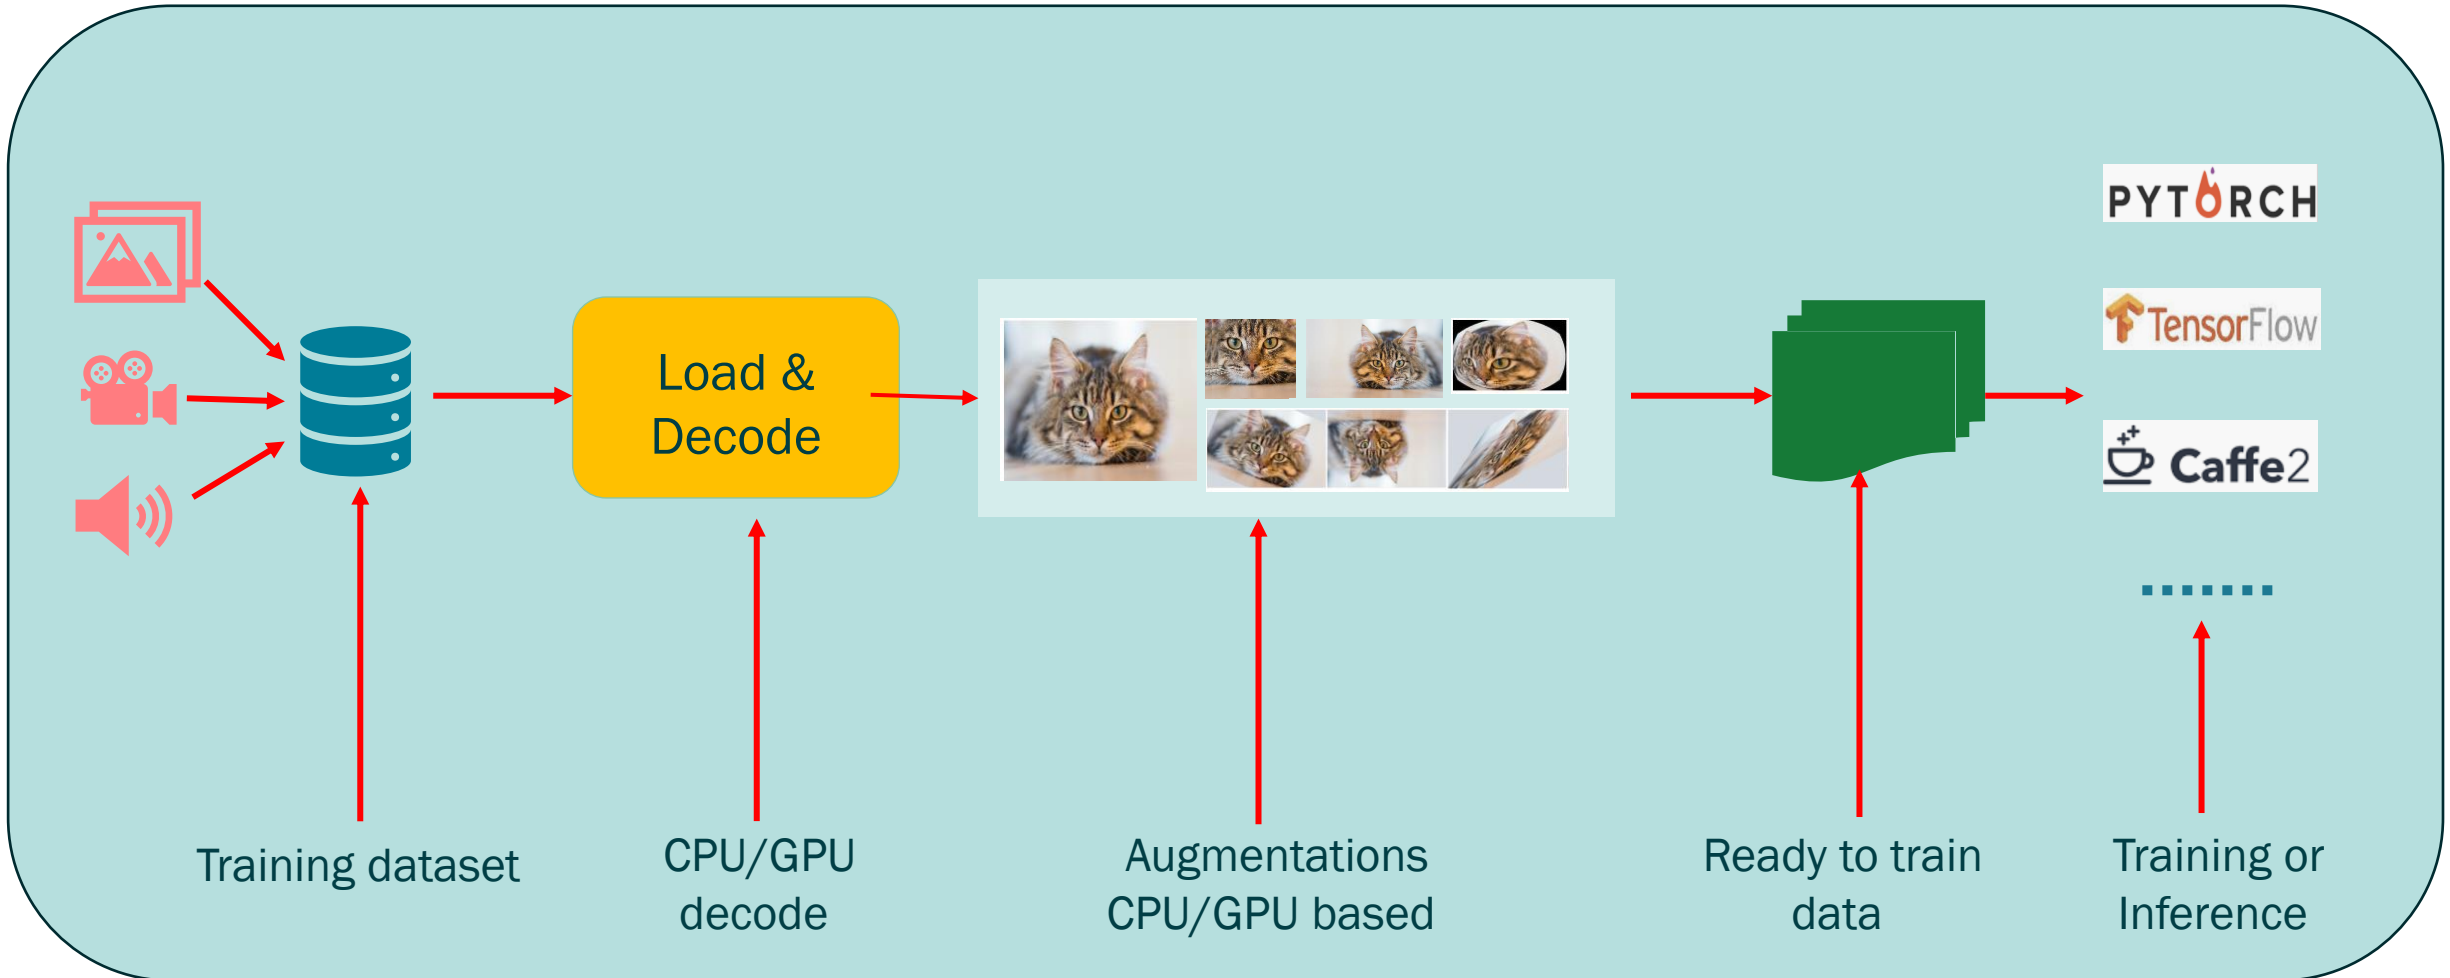 PYTORCH
TensorFlow
Caffe2
Load &
Decode
Training dataset
CPU/GPU
decode
Augmentations
CPU/GPU based
Ready to train
data
Training or
Inference